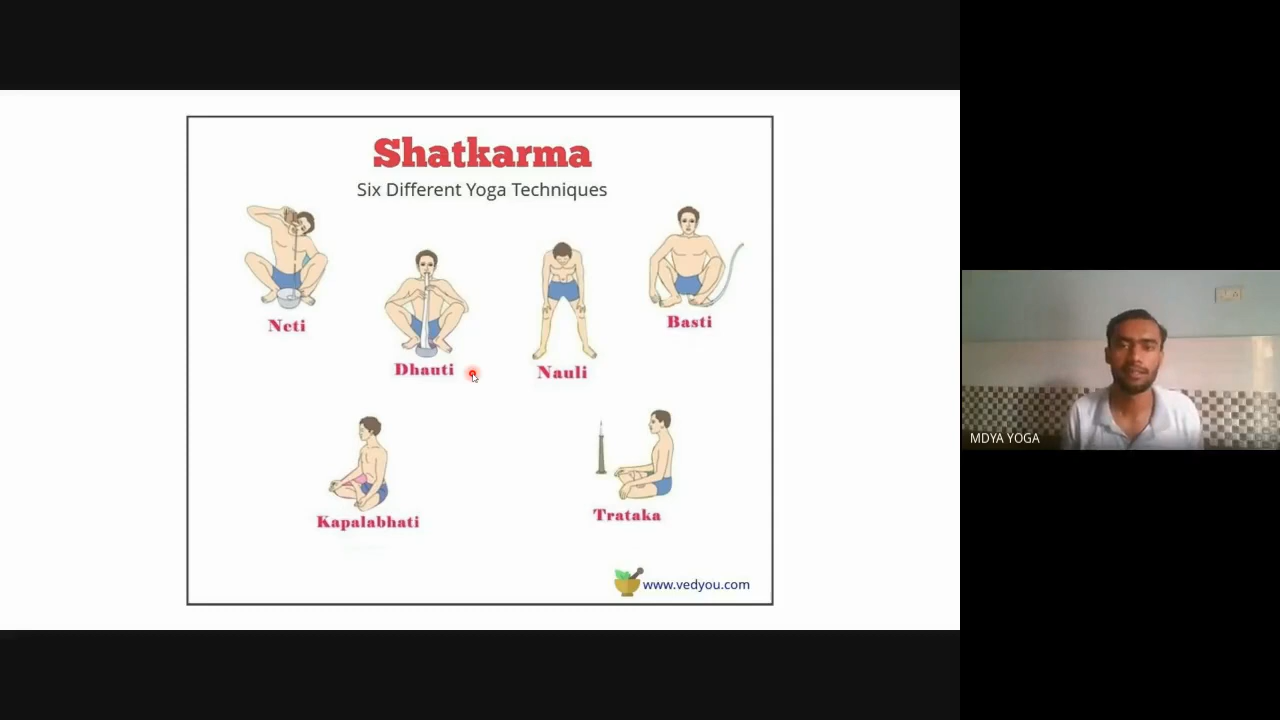 Shatkarma
Six Different Yoga Techniques
Neti
Dhauti
Nauli
Basti
Kapalabhati
Trataka
www.vedyou.com
MDYA YOGA